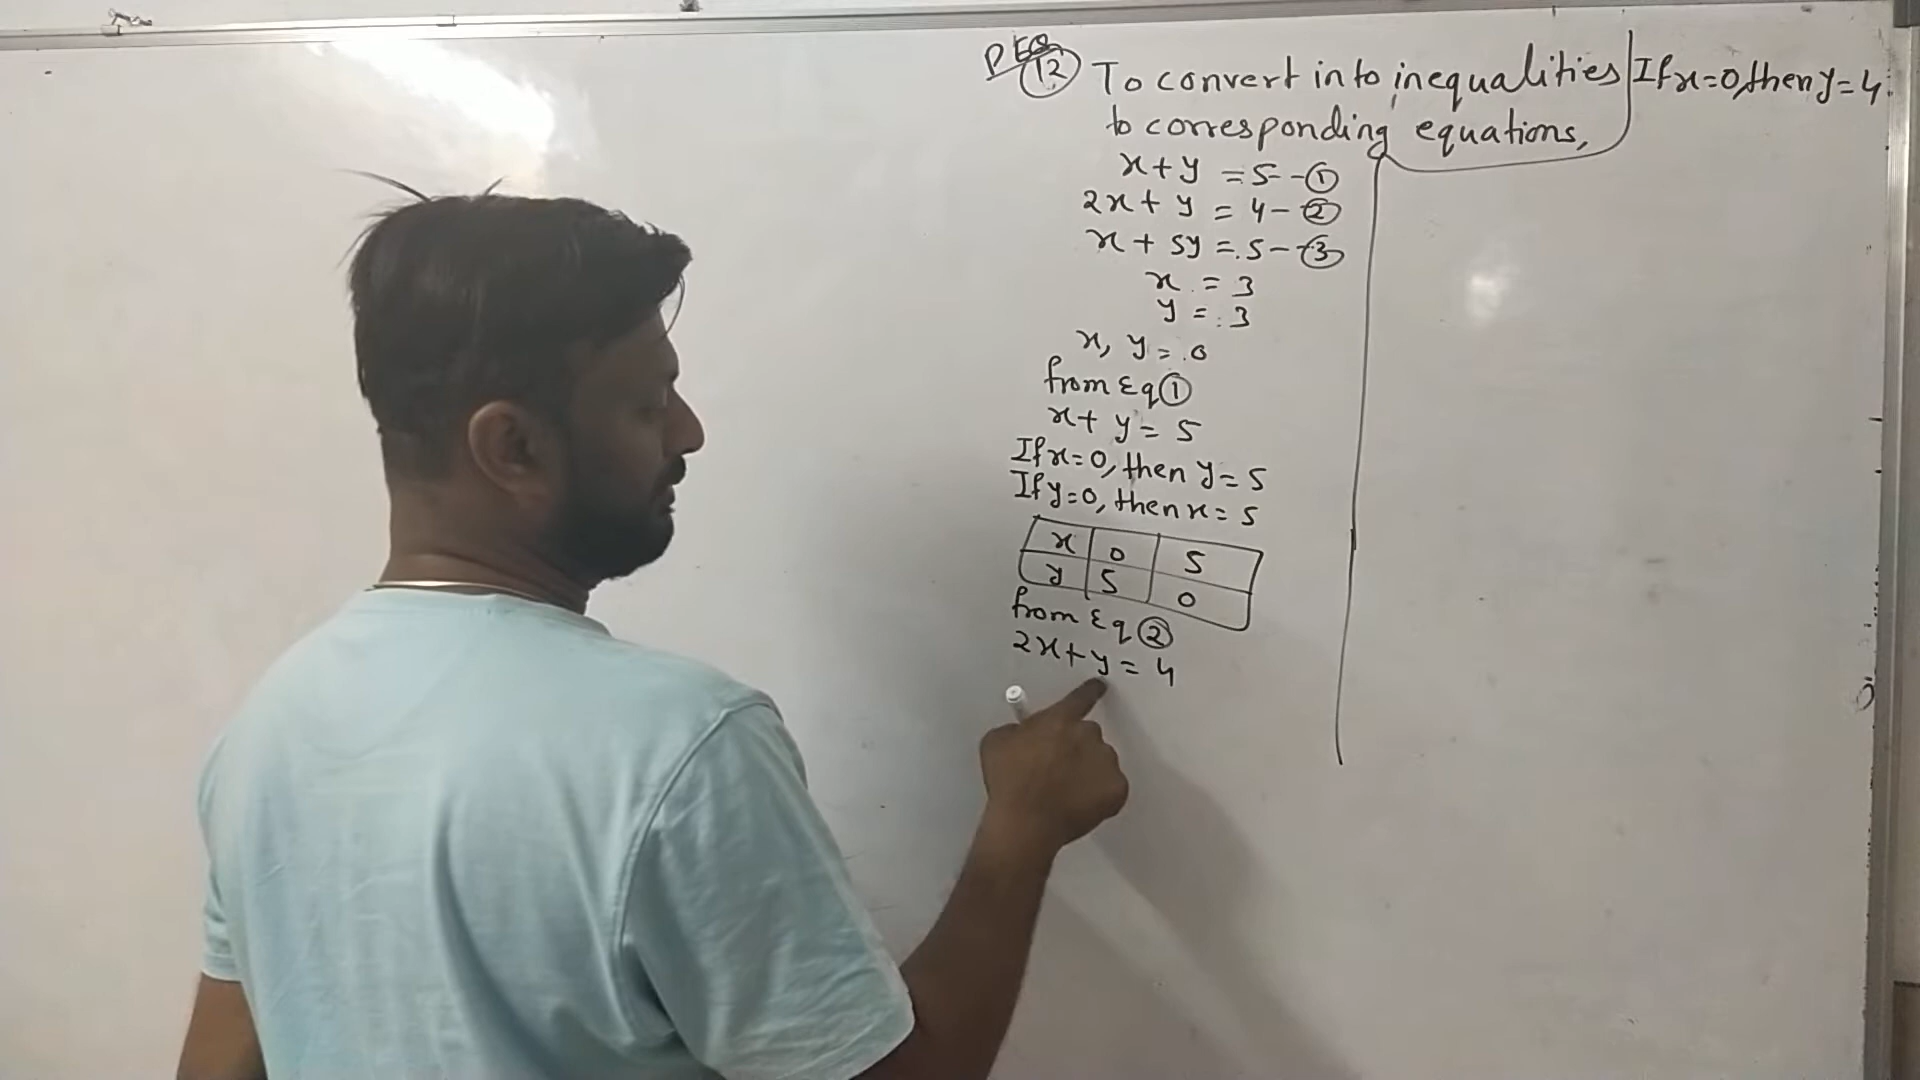 12 To convert into inequalities
to corresponding equations,
x + y = 5 - ①
2x + y = 4 - ②
x + 5y = 5 - ③
x = 3
y = 3
x, y = 0
from Eq ①
x + y = 5
If x = 0, then y = 5
If y = 0, then x = 5
x 0 5
y 5 0
from Eq ②
2x + y = 4
If x = 0, then y = 4